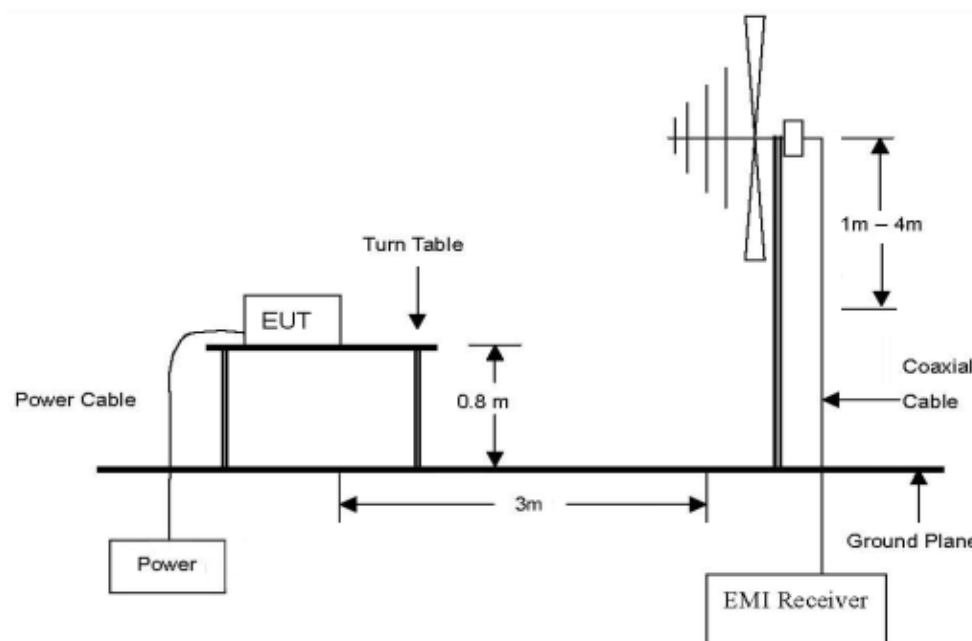 1m – 4m
Turn Table
EUT
Coaxial
Cable
Power Cable
0.8 m
3m
Ground Plane
Power
EMI Receiver